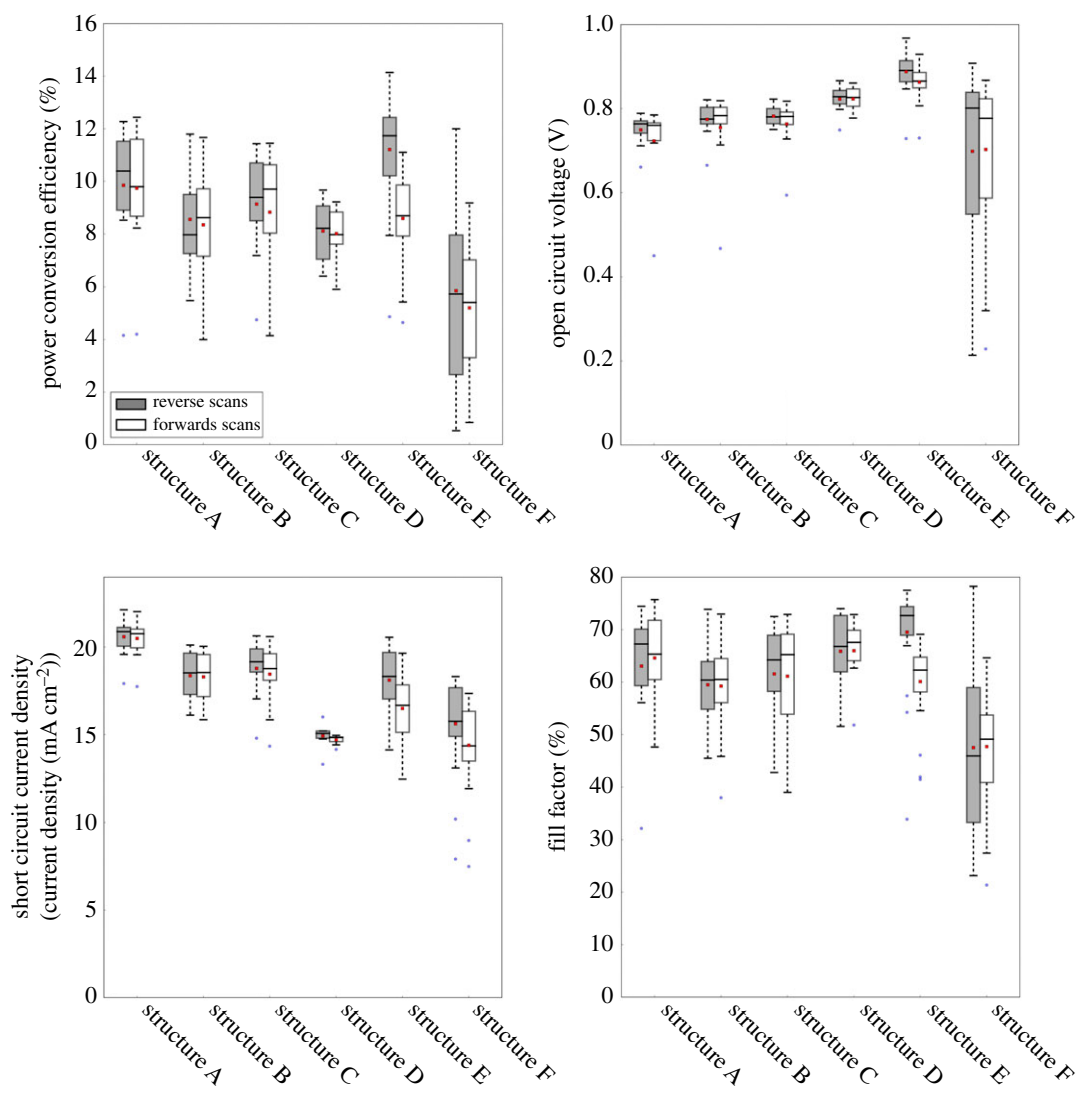 power conversion efficiency (%)
16
14
12
10
8
6
4
2
0
reverse scans
forwards scans
structure A
structure B
structure C
structure D
structure E
structure F
open circuit voltage (V)
1.0
0.8
0.6
0.4
0.2
0
structure A
structure B
structure C
structure D
structure E
structure F
short circuit current density
(current density (mA cm−2))
20
15
10
5
0
structure A
structure B
structure C
structure D
structure E
structure F
fill factor (%)
80
70
60
50
40
30
20
10
0
structure A
structure B
structure C
structure D
structure E
structure F